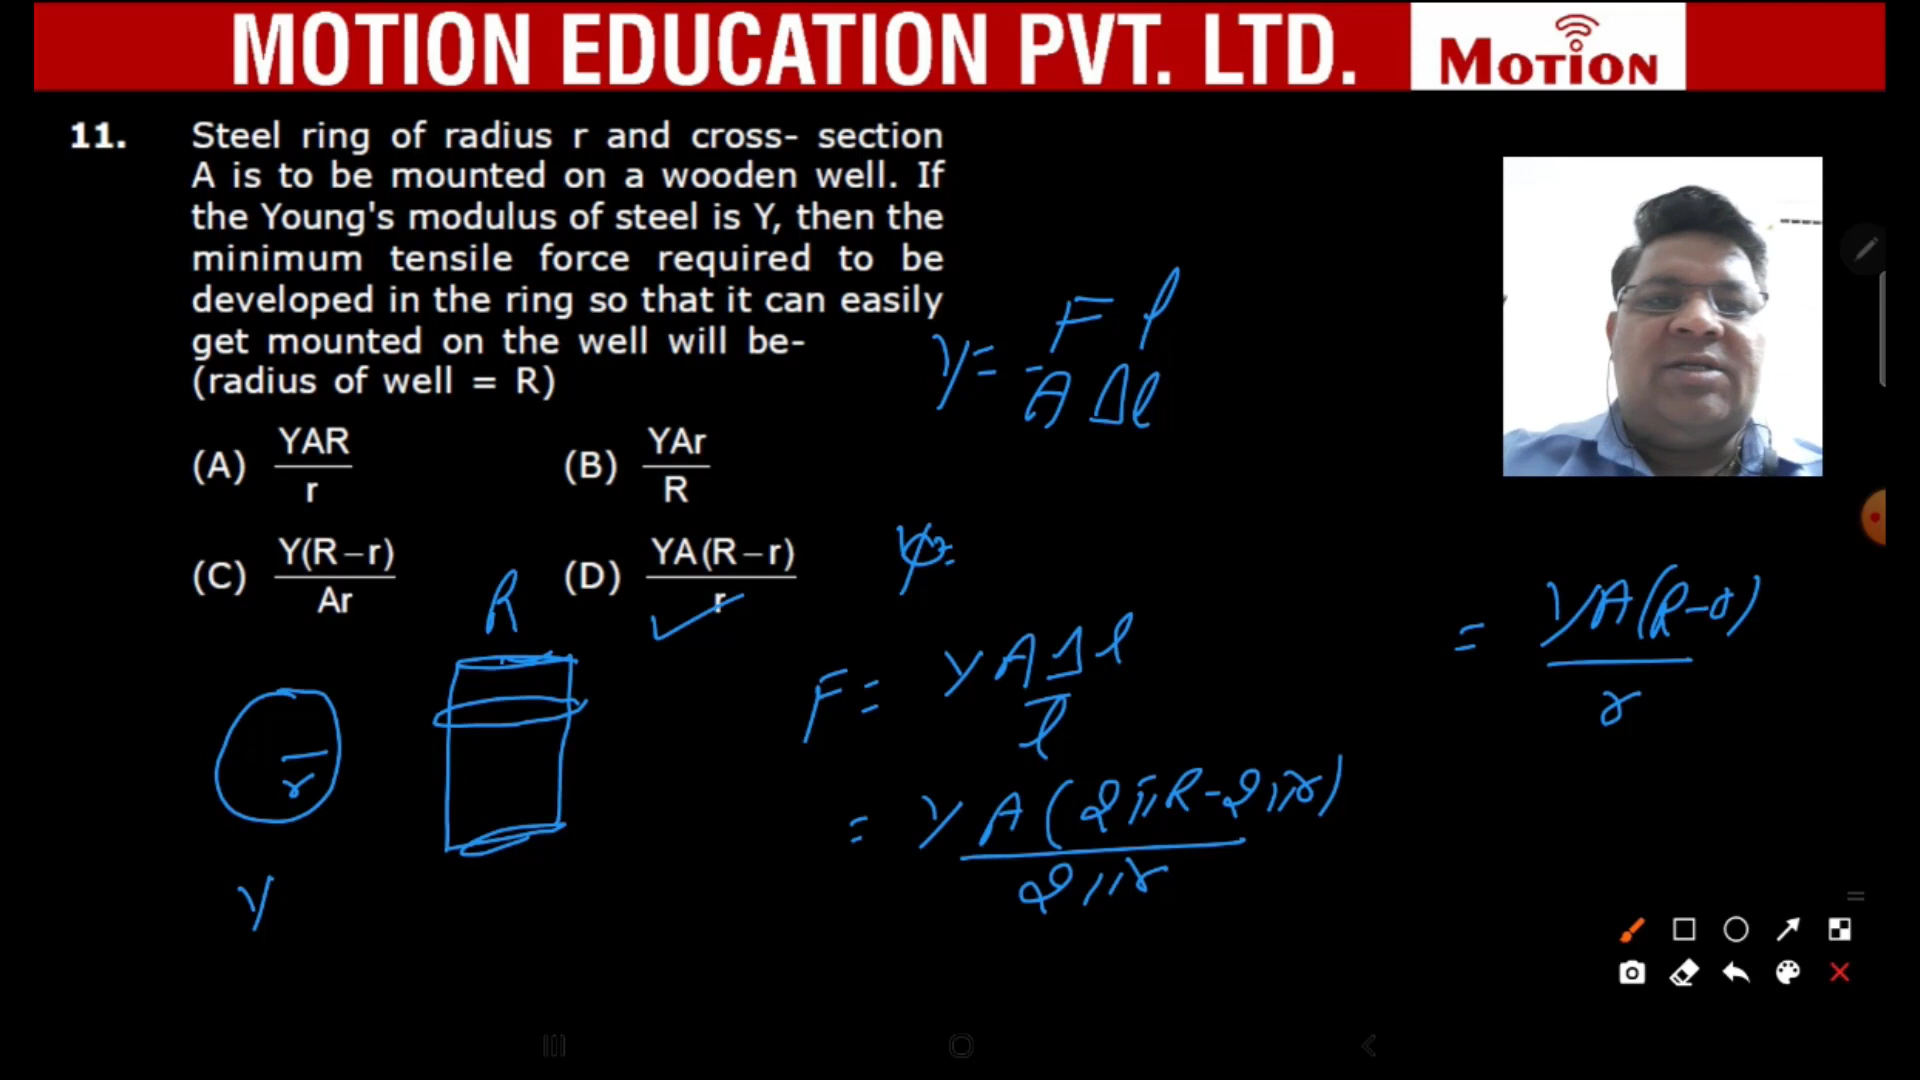 MOTION EDUCATION PVT. LTD.
MOTION
11. Steel ring of radius r and cross- section
A is to be mounted on a wooden well. If
the Young's modulus of steel is Y, then the
minimum tensile force required to be
developed in the ring so that it can easily
get mounted on the well will be-
(radius of well = R)
(A) YAR/r (B) YAr/R
(C) Y(R–r)/Ar (D) YA(R–r)/r
Y = F l / A Δl
R
r
Y
F = Y A Δl / l
= Y A (2πR - 2πr) / 2πr
= YA(R-r) / r